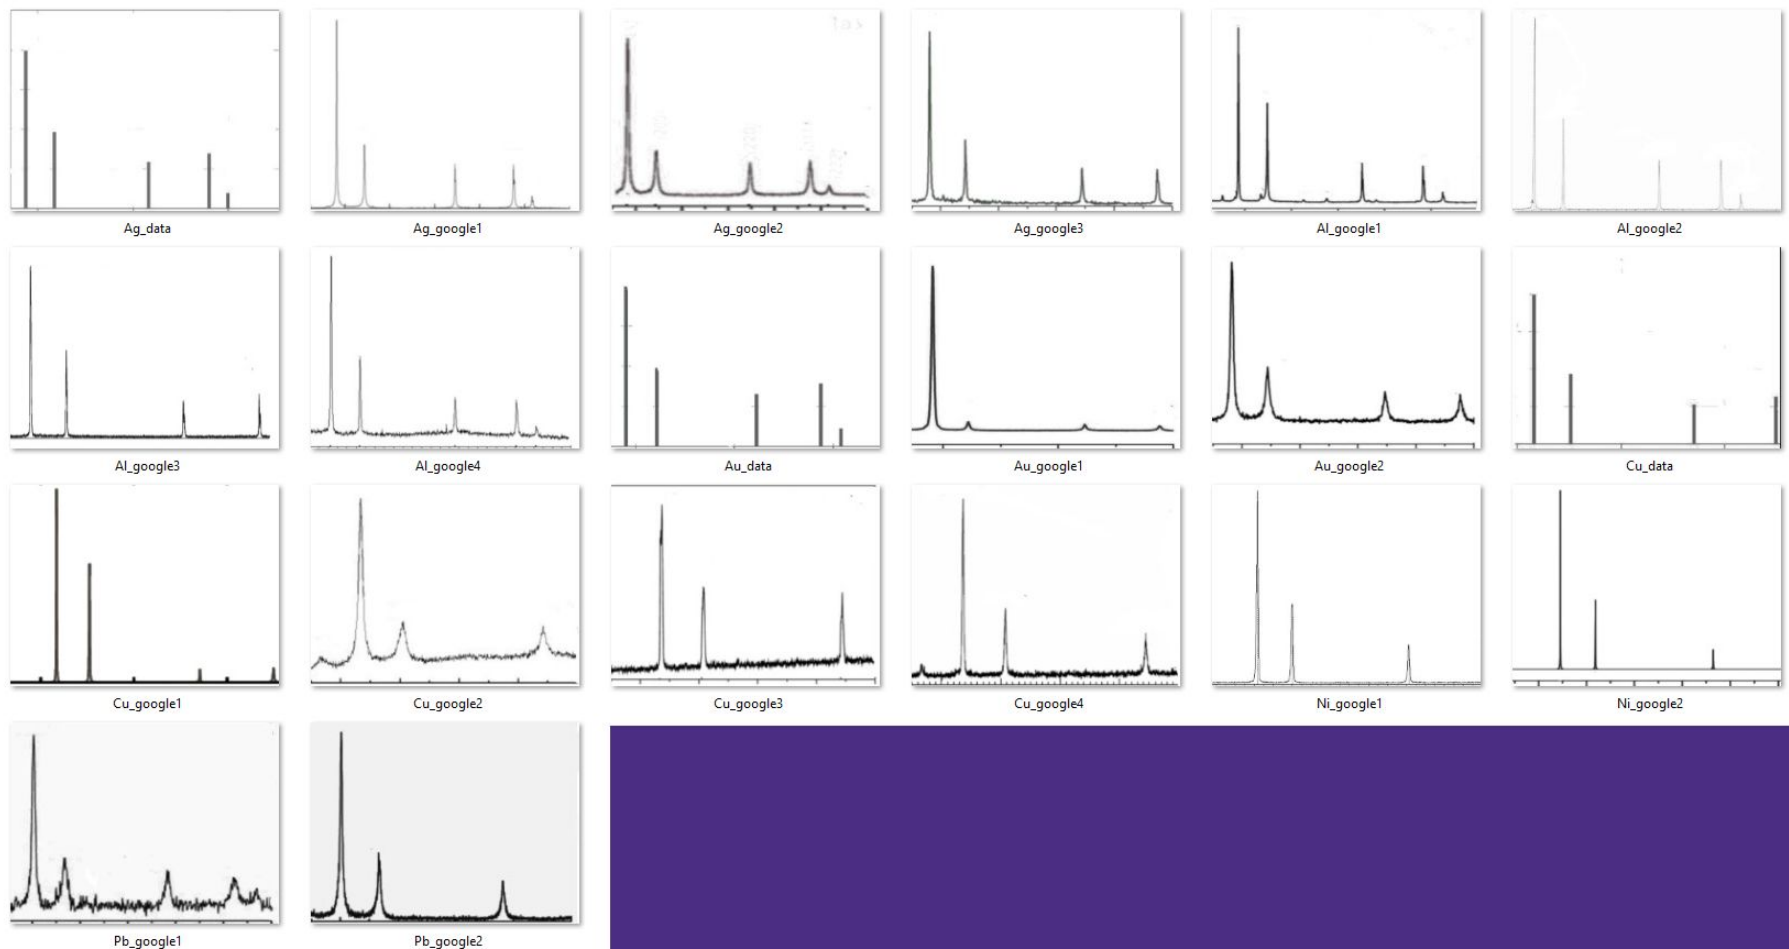 Ag_data Ag_google1 Ag_google2 Ag_google3 Al_google1 Al_google2
Al_google3 Al_google4 Au_data Au_google1 Au_google2 Cu_data
Cu_google1 Cu_google2 Cu_google3 Cu_google4 Ni_google1 Ni_google2
Pb_google1 Pb_google2